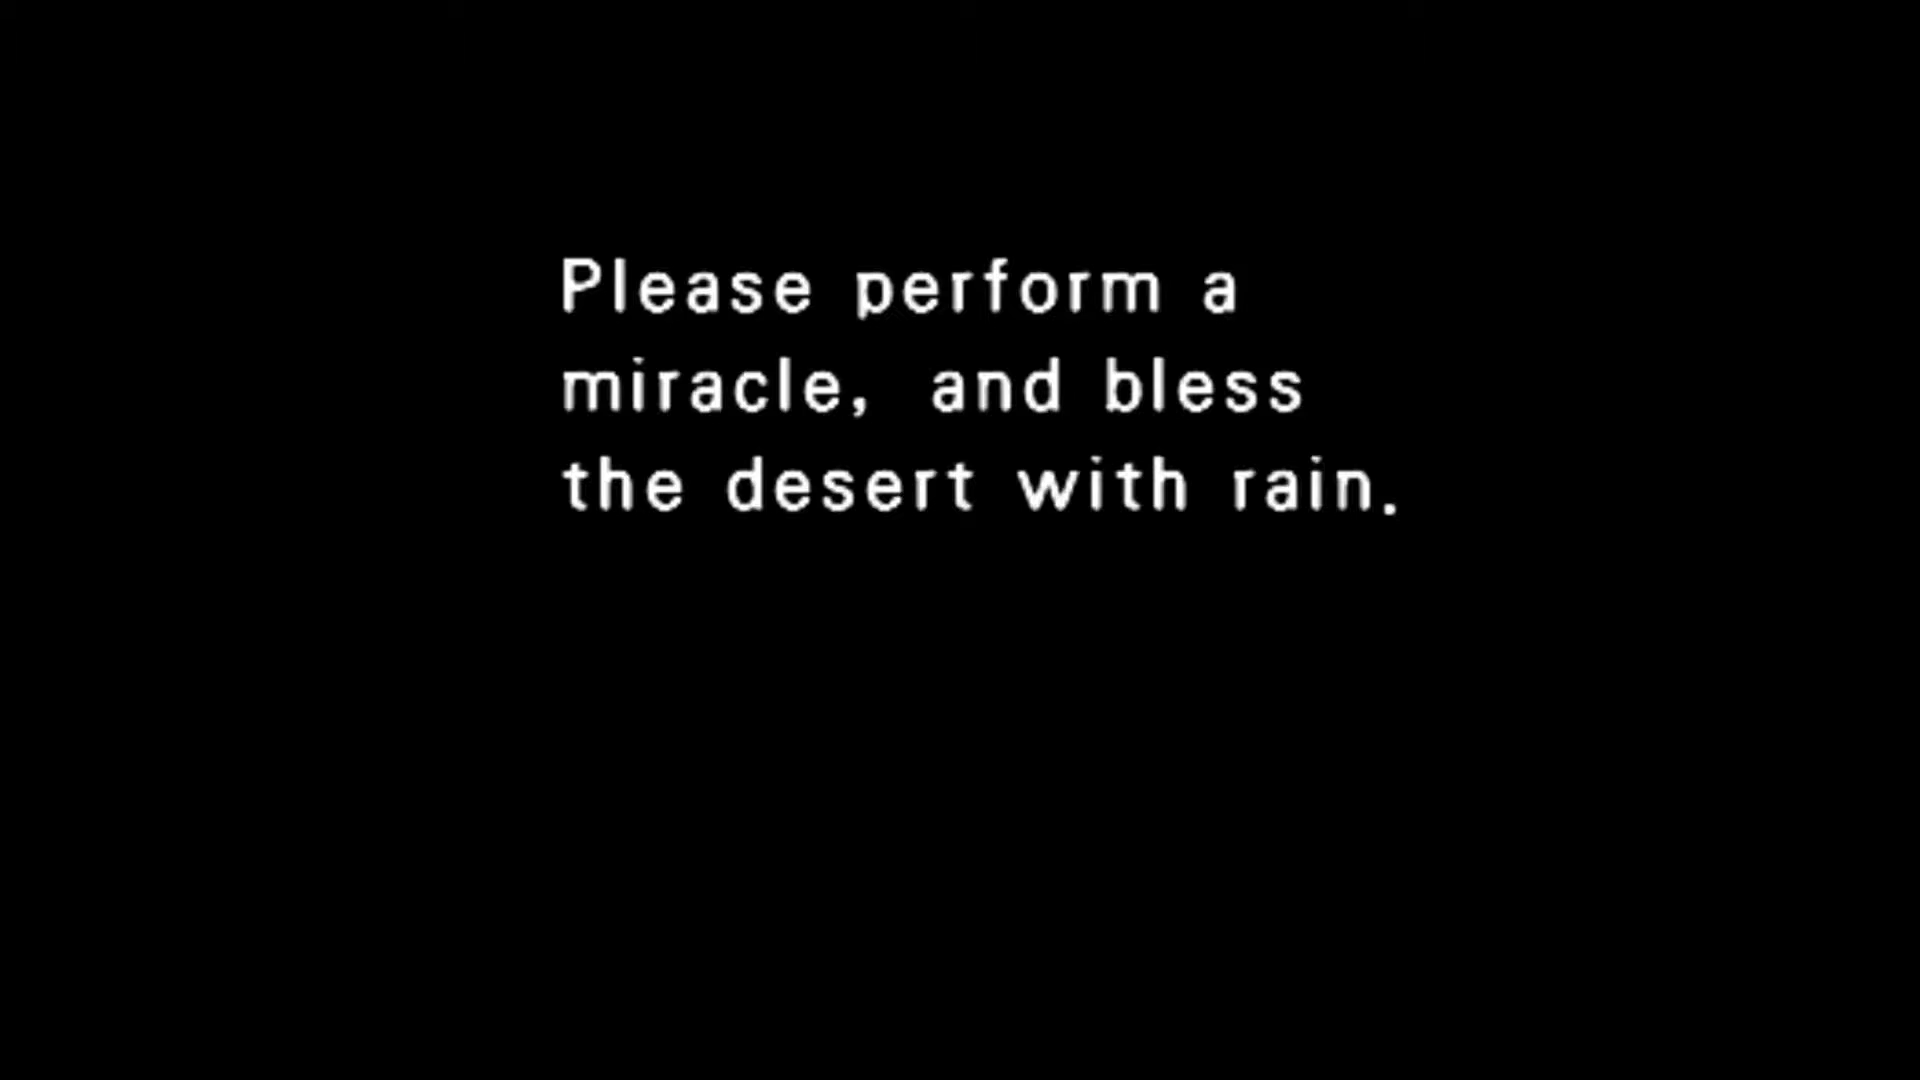 Please perform a
miracle, and bless
the desert with rain.